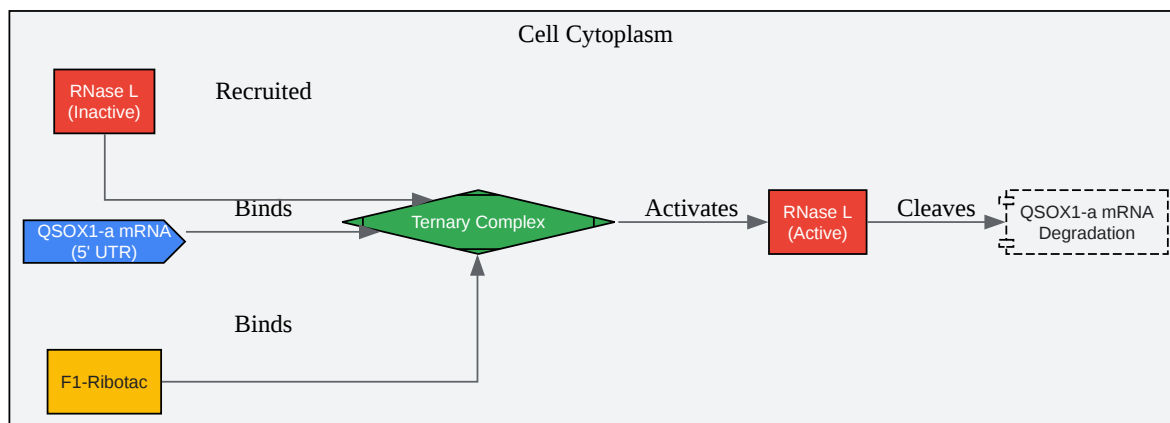 Cell Cytoplasm
RNase L
(Inactive)
Recruited
Binds
QSOX1-a mRNA
(5' UTR)
Ternary Complex
Activates
RNase L
(Active)
Cleaves
QSOX1-a mRNA
Degradation
Binds
F1-Ribotac